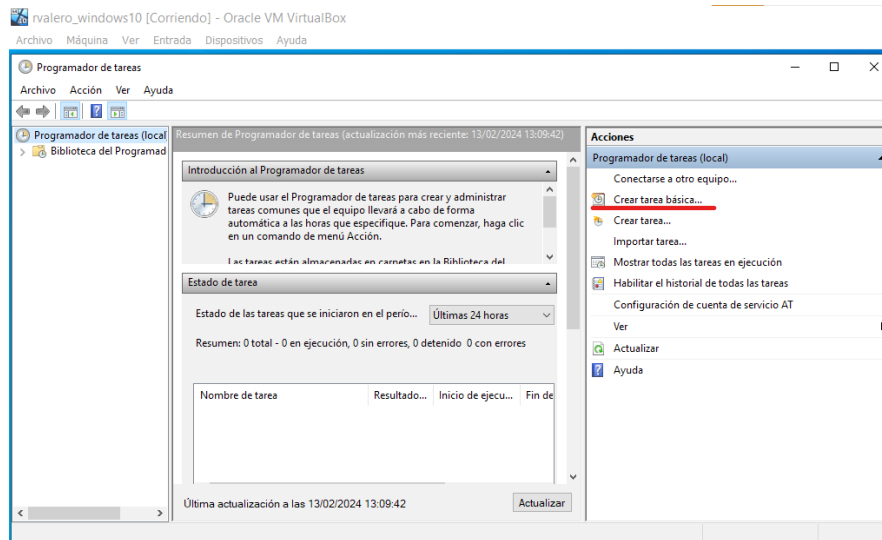 rvalero_windows10 [Corriendo] - Oracle VM VirtualBox
Archivo Máquina Ver Entrada Dispositivos Ayuda
Programador de tareas
Archivo Acción Ver Ayuda
Programador de tareas (local
Biblioteca del Programad
Resumen de Programador de tareas (actualización más reciente: 13/02/2024 13:09:42)
Introducción al Programador de tareas
Puede usar el Programador de tareas para crear y administrar
tareas comunes que el equipo llevará a cabo de forma
automática a las horas que especifique. Para comenzar, haga clic
en un comando de menú Acción.
Las tareas están almacenadas en carpetas en la Biblioteca del
Estado de tarea
Estado de las tareas que se iniciaron en el perío... Últimas 24 horas
Resumen: 0 total - 0 en ejecución, 0 sin errores, 0 detenido 0 con errores
Nombre de tarea Resultado... Inicio de ejecu... Fin de
Última actualización a las 13/02/2024 13:09:42 Actualizar
Acciones
Programador de tareas (local)
Conectarse a otro equipo...
Crear tarea básica...
Crear tarea...
Importar tarea...
Mostrar todas las tareas en ejecución
Habilitar el historial de todas las tareas
Configuración de cuenta de servicio AT
Ver
Actualizar
Ayuda